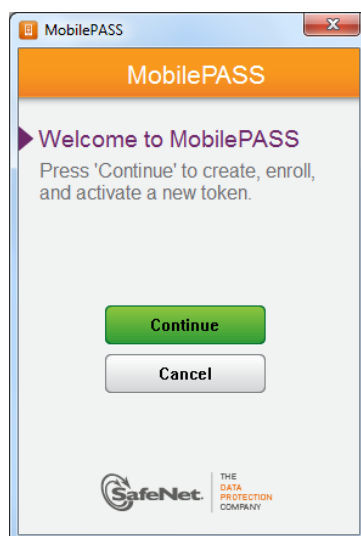 MobilePASS
MobilePASS
Welcome to MobilePASS
Press 'Continue' to create, enroll,
and activate a new token.
Continue
Cancel
SafeNet.
THE
DATA
PROTECTION
COMPANY